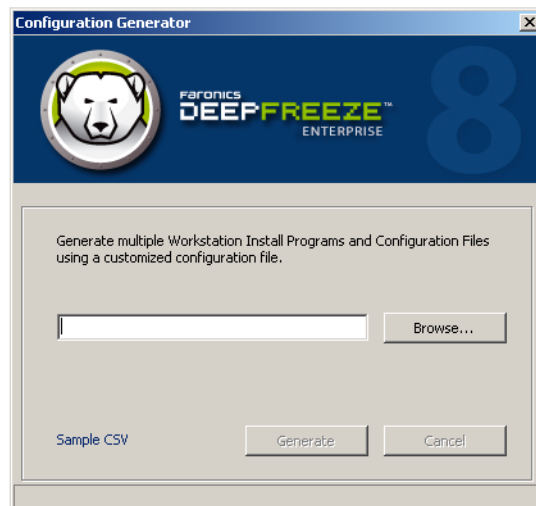 Configuration Generator
FARONICS
DEEPFREEZE™
ENTERPRISE
8
Generate multiple Workstation Install Programs and Configuration Files
using a customized configuration file.
Browse...
Sample CSV
Generate
Cancel